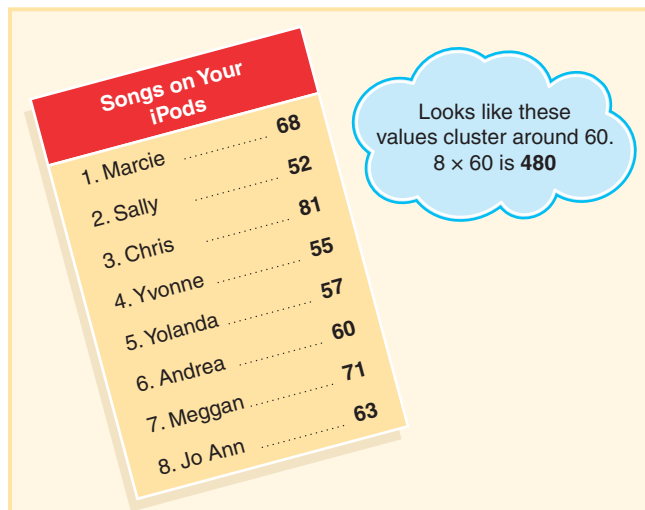 Songs on Your
iPods
1. Marcie .................... 68
2. Sally .................... 52
3. Chris .................... 81
4. Yvonne .................... 55
5. Yolanda .................... 57
6. Andrea .................... 60
7. Meggan .................... 71
8. Jo Ann .................... 63
Looks like these
values cluster around 60.
8 × 60 is 480